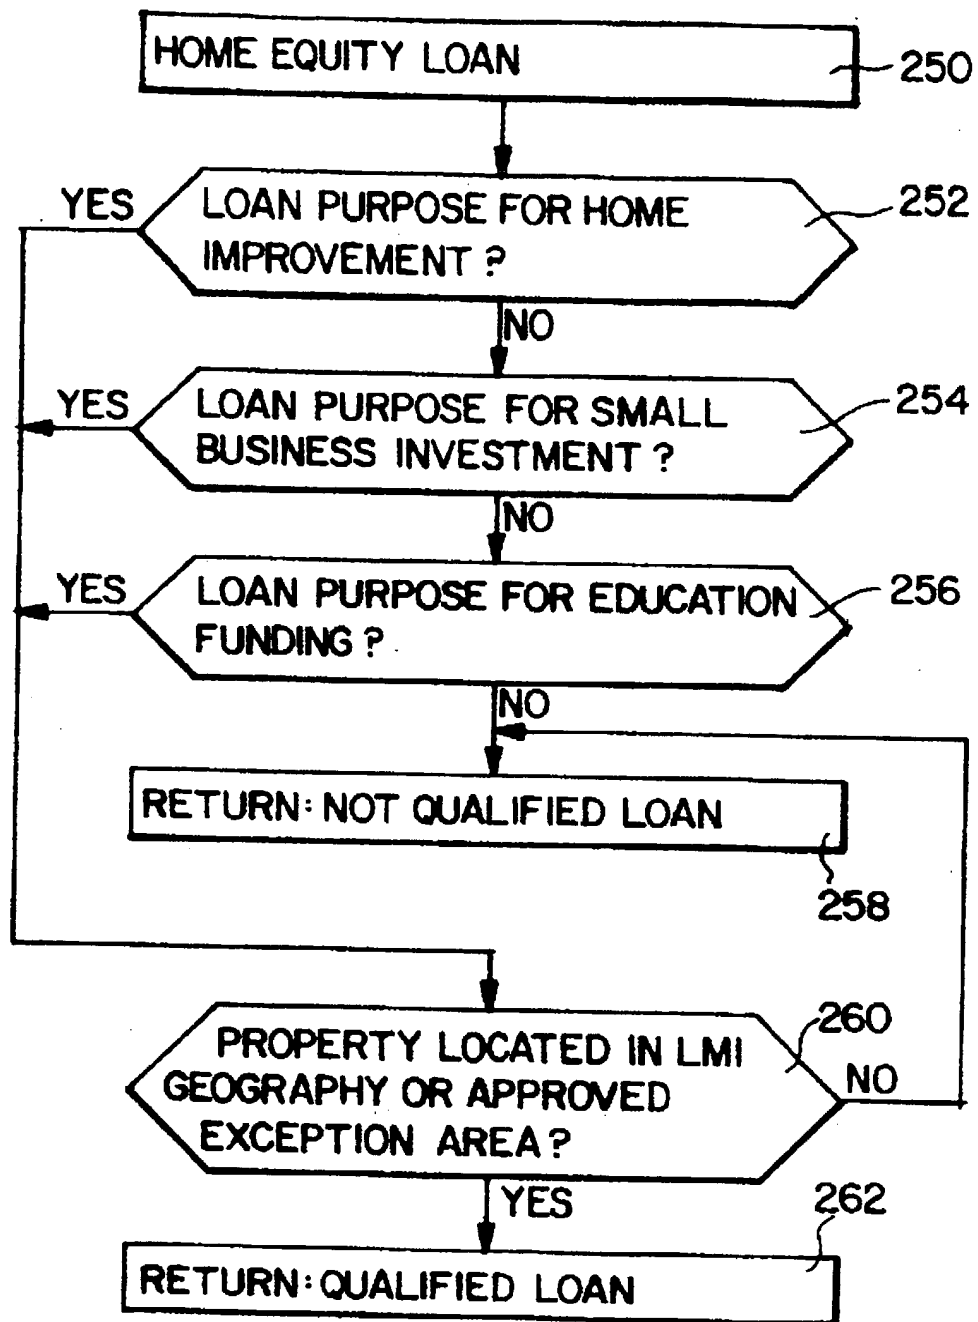 HOME EQUITY LOAN
250
YES
LOAN PURPOSE FOR HOME
IMPROVEMENT ?
252
NO
YES
LOAN PURPOSE FOR SMALL
BUSINESS INVESTMENT ?
254
NO
YES
LOAN PURPOSE FOR EDUCATION
FUNDING ?
256
NO
RETURN: NOT QUALIFIED LOAN
258
PROPERTY LOCATED IN LMI
GEOGRAPHY OR APPROVED
EXCEPTION AREA ?
260
NO
YES
262
RETURN: QUALIFIED LOAN